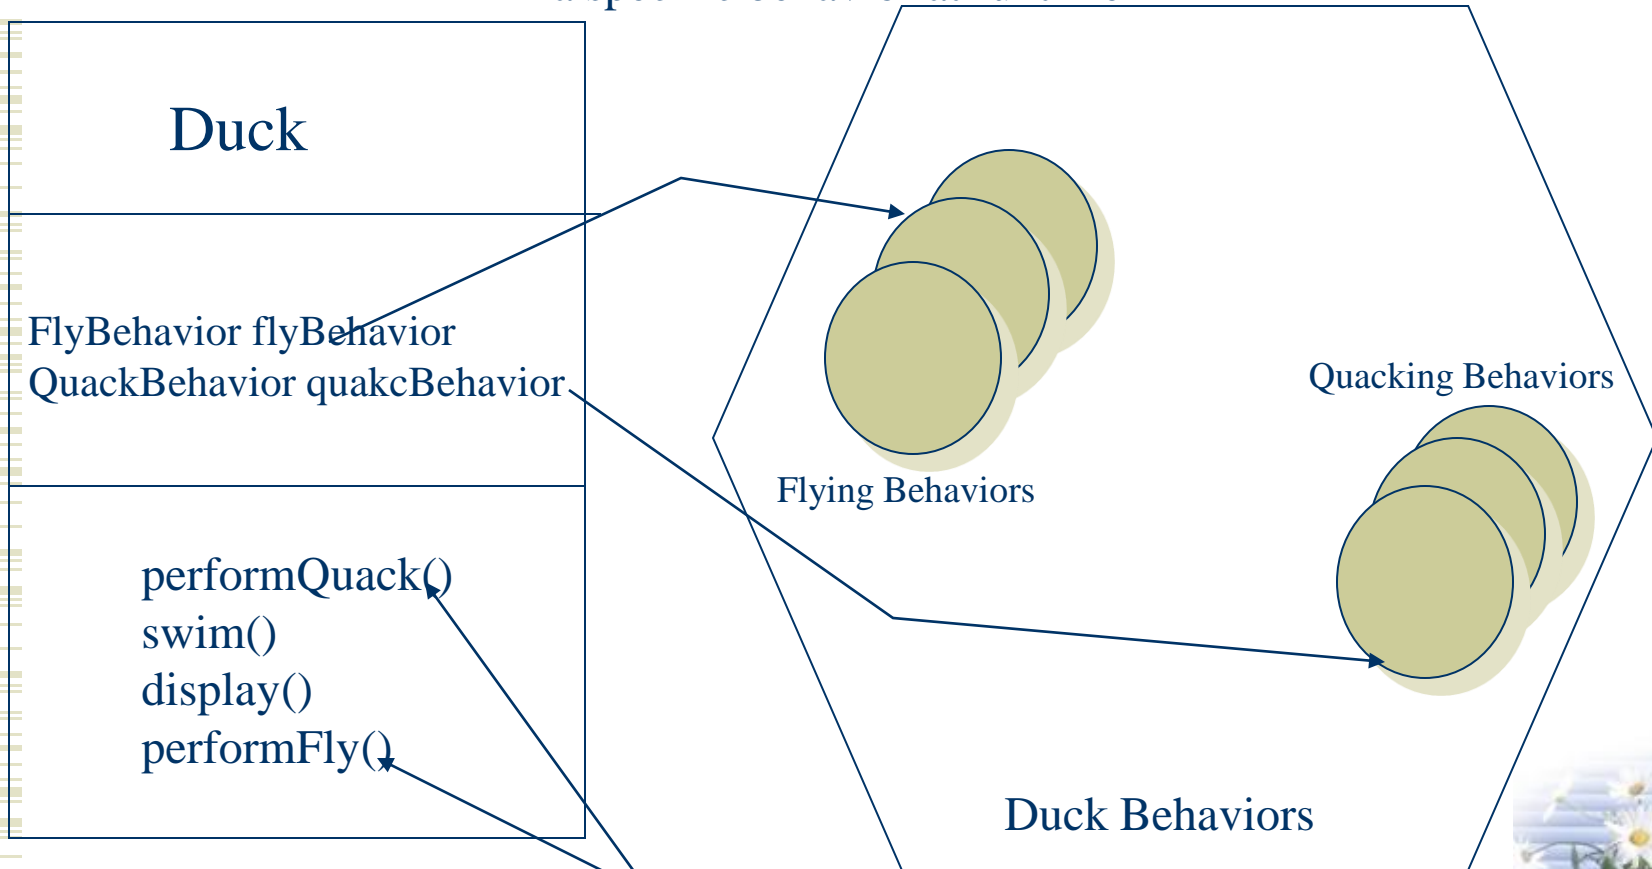 Duck
FlyBehavior flyBehavior
QuackBehavior quakcBehavior
performQuack()
swim()
display()
performFly()
Flying Behaviors
Quacking Behaviors
Duck Behaviors